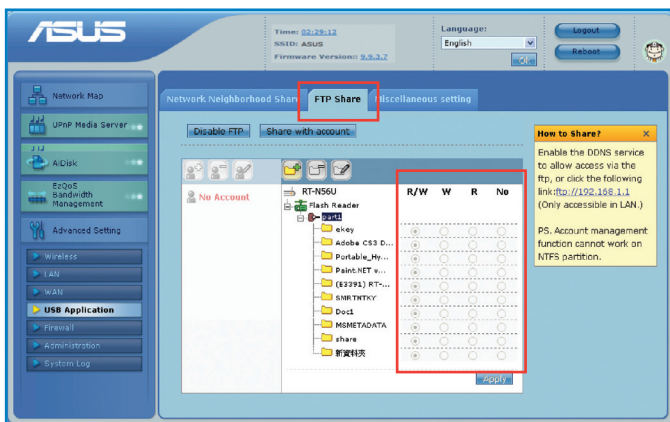 ASUS
Time: 02:29:12
SSID: ASUS
Firmware Version: 9.9.3.7
Language:
English
OK
Logout
Reboot
Network Map
UPnP Media Server
AiDisk
EzQoS
Bandwidth
Management
Advanced Setting
Wireless
LAN
WAN
USB Application
Firewall
Administration
System Log
Network Neighborhood Share
FTP Share
Miscellaneous setting
Disable FTP
Share with account
No Account
RT-N56U
Flash Reader
part1
ekey
Adobe CS3 D...
Portable_Hy...
Paint.NET v...
(E3391) RT-...
SMRTNTKY
Doc1
MSMETADATA
share
新資料夾
R/W W R No
Apply
How to Share? x
Enable the DDNS service
to allow access via the
ftp, or click the following
link:ftp://192.168.1.1
(Only accessible in LAN.)
PS. Account management
function cannot work on
NTFS partition.